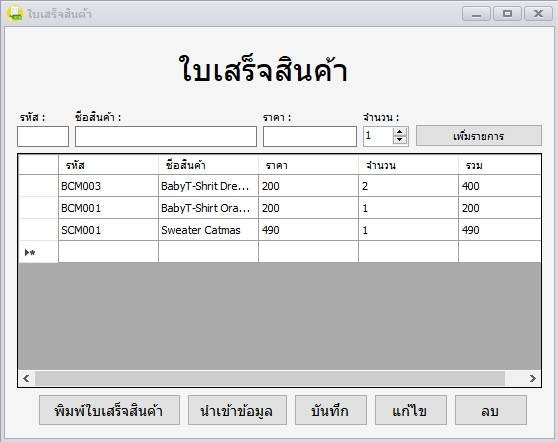 ใบเสร็จสินค้า
ใบเสร็จสินค้า
รหัส : ชื่อสินค้า : ราคา : จำนวน :
1 เพิ่มรายการ
รหัส ชื่อสินค้า ราคา จำนวน รวม
BCM003 BabyT-Shrit Dre... 200 2 400
BCM001 BabyT-Shirt Ora... 200 1 200
SCM001 Sweater Catmas 490 1 490
พิมพ์ใบเสร็จสินค้า นำเข้าข้อมูล บันทึก แก้ไข ลบ